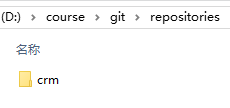 (D:) > course > git > repositories
名称
crm